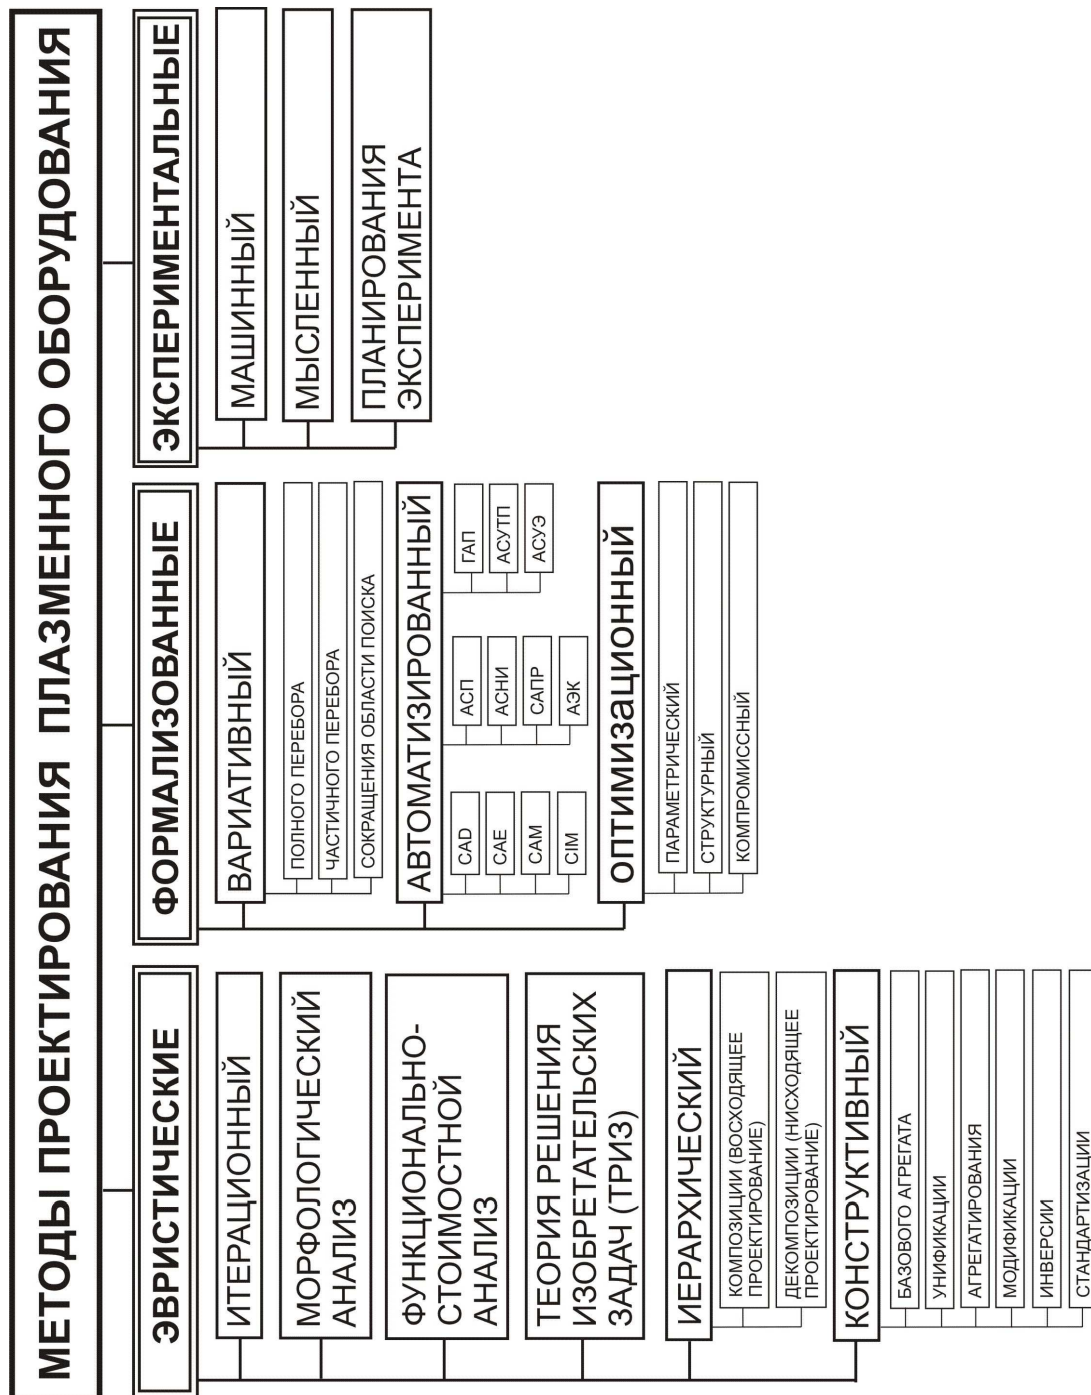 МЕТОДЫ ПРОЕКТИРОВАНИЯ ПЛАЗМЕННОГО ОБОРУДОВАНИЯ
ЭВРИСТИЧЕСКИЕ
ИТЕРАЦИОННЫЙ
МОРФОЛОГИЧЕСКИЙ
АНАЛИЗ
ФУНКЦИОНАЛЬНО-
СТОИМОСТНОЙ
АНАЛИЗ
ТЕОРИЯ РЕШЕНИЯ
ИЗОБРЕТАТЕЛЬСКИХ
ЗАДАЧ (ТРИЗ)
ИЕРАРХИЧЕСКИЙ
КОМПОЗИЦИИ (ВОСХОДЯЩЕЕ
ПРОЕКТИРОВАНИЕ)
ДЕКОМПОЗИЦИИ (НИСХОДЯЩЕЕ
ПРОЕКТИРОВАНИЕ)
КОНСТРУКТИВНЫЙ
БАЗОВОГО АГРЕГАТА
УНИФИКАЦИИ
АГРЕГАТИРОВАНИЯ
МОДИФИКАЦИИ
ИНВЕРСИИ
СТАНДАРТИЗАЦИИ
ФОРМАЛИЗОВАННЫЕ
ВАРИАТИВНЫЙ
ПОЛНОГО ПЕРЕБОРА
ЧАСТИЧНОГО ПЕРЕБОРА
СОКРАЩЕНИЯ ОБЛАСТИ ПОИСКА
АВТОМАТИЗИРОВАННЫЙ
CAD
CAE
CAM
CIM
АСП
АСНИ
САПР
АЭК
ГАП
АСУТП
АСУЭ
ОПТИМИЗАЦИОННЫЙ
ПАРАМЕТРИЧЕСКИЙ
СТРУКТУРНЫЙ
КОМПРОМИССНЫЙ
ЭКСПЕРИМЕНТАЛЬНЫЕ
МАШИННЫЙ
МЫСЛЕННЫЙ
ПЛАНИРОВАНИЯ
ЭКСПЕРИМЕНТА